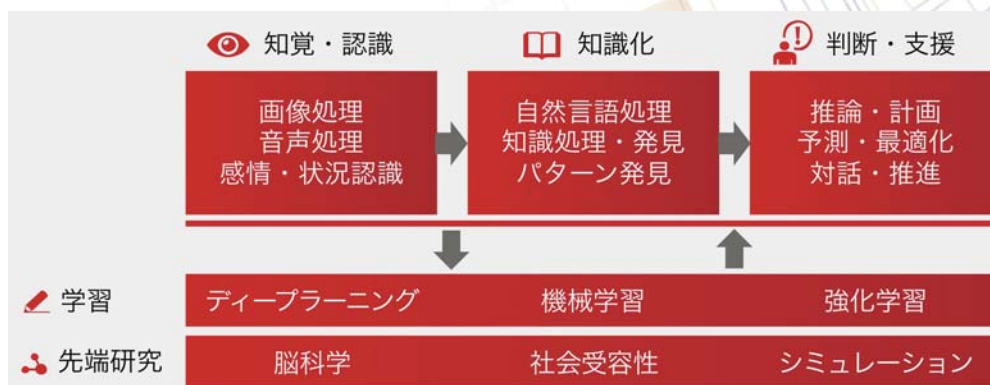 知覚・認識
知識化
判断・支援
画像処理
音声処理
感情・状況認識
自然言語処理
知識処理・発見
パターン発見
推論・計画
予測・最適化
対話・推進
学習
ディープラーニング
機械学習
強化学習
先端研究
脳科学
社会受容性
シミュレーション